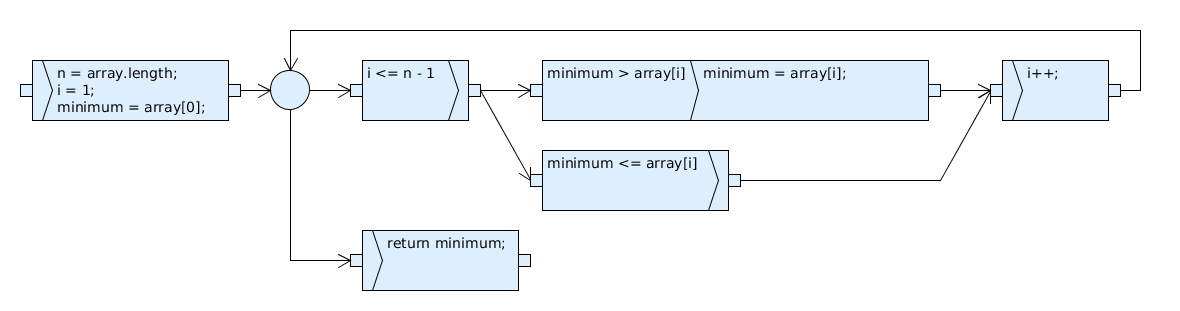 n = array.length;
i = 1;
minimum = array[0];
i <= n - 1
minimum > array[i]
minimum = array[i];
i++;
minimum <= array[i]
return minimum;